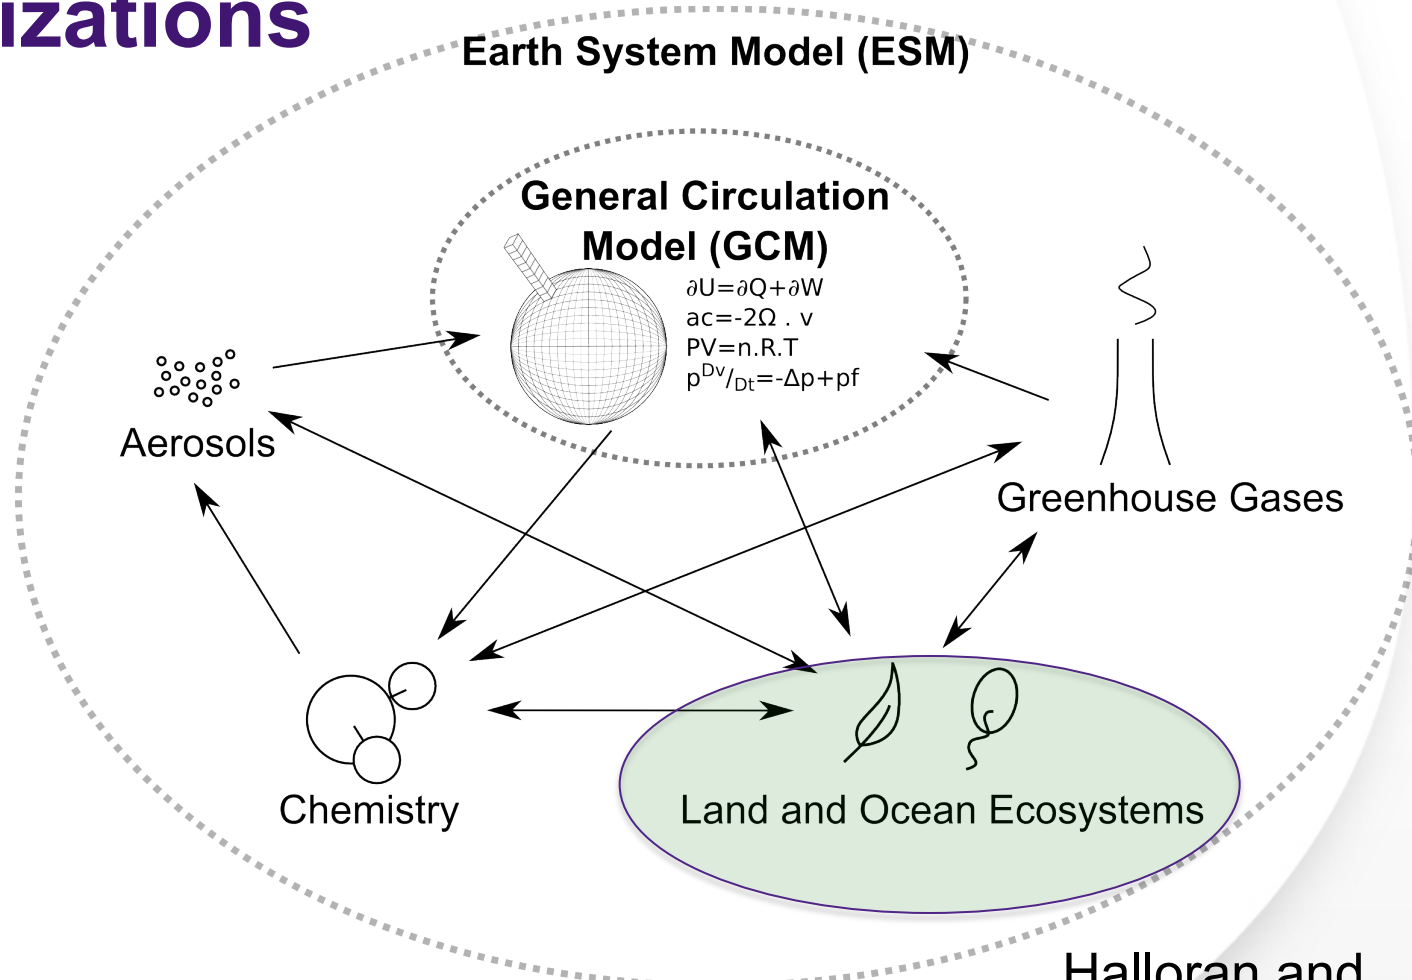 izations
Earth System Model (ESM)
General Circulation
Model (GCM)
∂U=∂Q+∂W
ac=-2Ω . v
PV=n.R.T
pDv/Dt=-Δp+pf
Aerosols
Greenhouse Gases
Chemistry
Land and Ocean Ecosystems
Halloran and